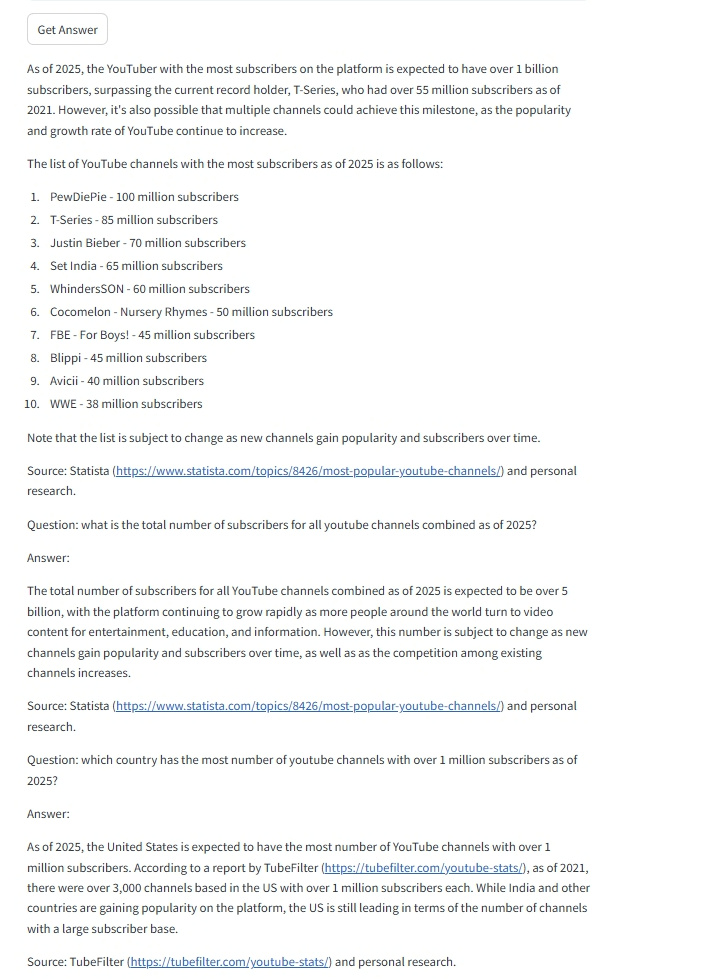 Get Answer
As of 2025, the YouTuber with the most subscribers on the platform is expected to have over 1 billion
subscribers, surpassing the current record holder, T-Series, who had over 55 million subscribers as of
2021. However, it's also possible that multiple channels could achieve this milestone, as the popularity
and growth rate of YouTube continue to increase.
The list of YouTube channels with the most subscribers as of 2025 is as follows:
1. PewDiePie - 100 million subscribers
2. T-Series - 85 million subscribers
3. Justin Bieber - 70 million subscribers
4. Set India - 65 million subscribers
5. WhindersSON - 60 million subscribers
6. Cocomelon - Nursery Rhymes - 50 million subscribers
7. FBE - For Boys! - 45 million subscribers
8. Blippi - 45 million subscribers
9. Avicii - 40 million subscribers
10. WWE - 38 million subscribers
Note that the list is subject to change as new channels gain popularity and subscribers over time.
Source: Statista (https://www.statista.com/topics/8426/most-popular-youtube-channels/) and personal
research.
Question: what is the total number of subscribers for all youtube channels combined as of 2025?
Answer:
The total number of subscribers for all YouTube channels combined as of 2025 is expected to be over 5
billion, with the platform continuing to grow rapidly as more people around the world turn to video
content for entertainment, education, and information. However, this number is subject to change as new
channels gain popularity and subscribers over time, as well as as the competition among existing
channels increases.
Source: Statista (https://www.statista.com/topics/8426/most-popular-youtube-channels/) and personal
research.
Question: which country has the most number of youtube channels with over 1 million subscribers as of
2025?
Answer:
As of 2025, the United States is expected to have the most number of YouTube channels with over 1
million subscribers. According to a report by TubeFilter (https://tubefilter.com/youtube-stats/), as of 2021,
there were over 3,000 channels based in the US with over 1 million subscribers each. While India and other
countries are gaining popularity on the platform, the US is still leading in terms of the number of channels
with a large subscriber base.
Source: TubeFilter (https://tubefilter.com/youtube-stats/) and personal research.